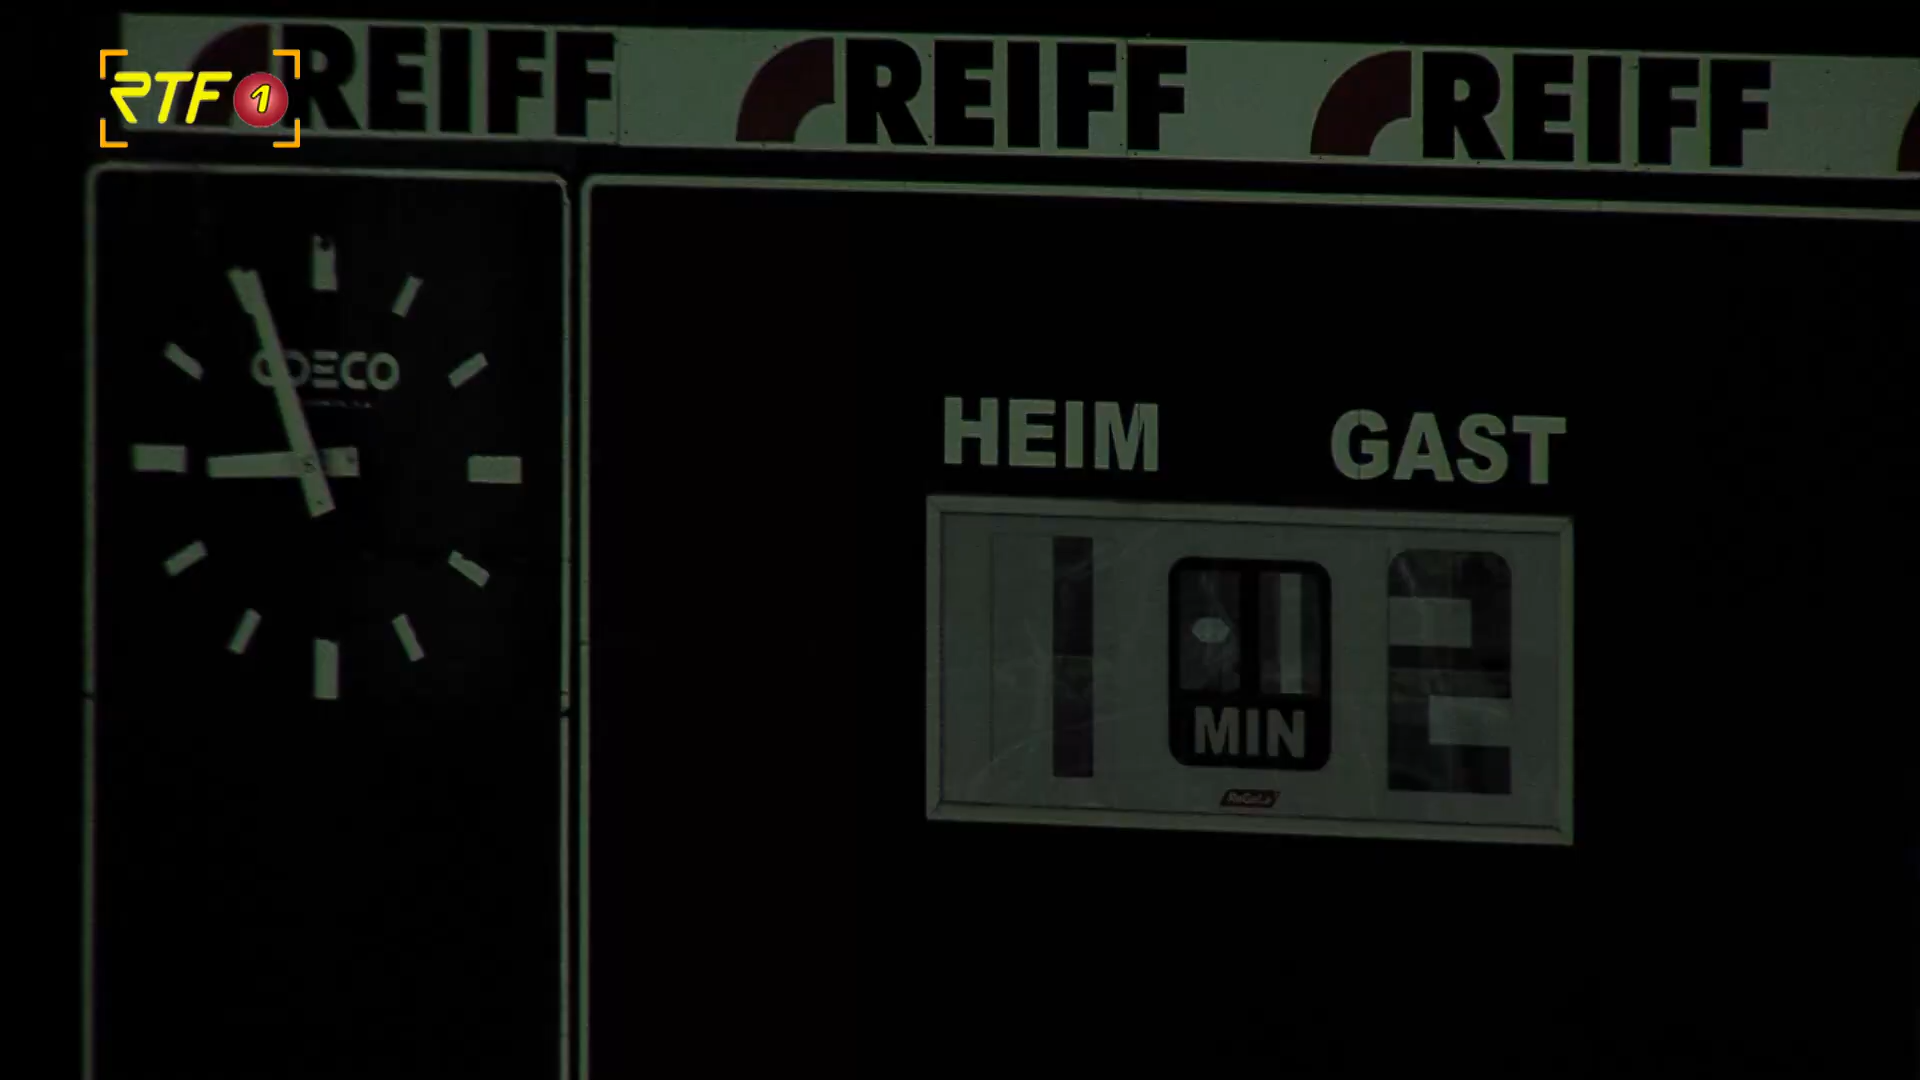 REIFF REIFF REIFF
RTF 1
HEIM GAST
1 2
MIN